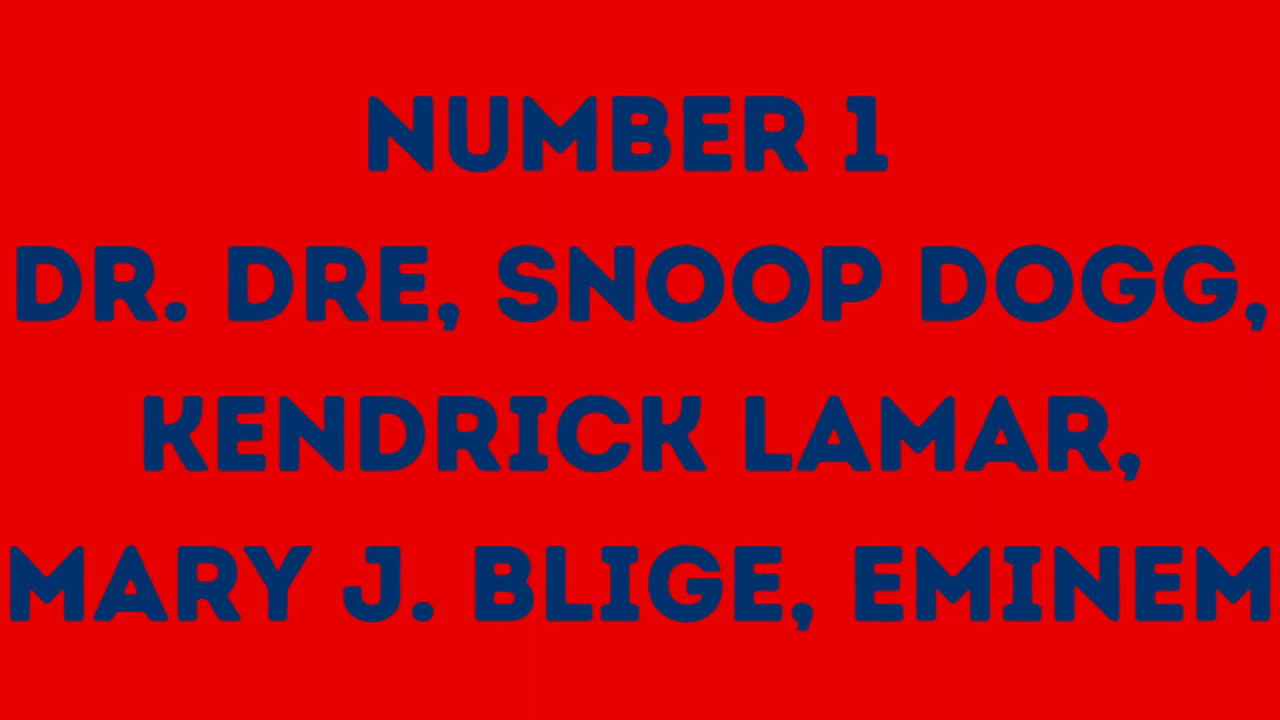 NUMBER 1
DR. DRE, SNOOP DOGG,
KENDRICK LAMAR,
MARY J. BLIGE, EMINEM